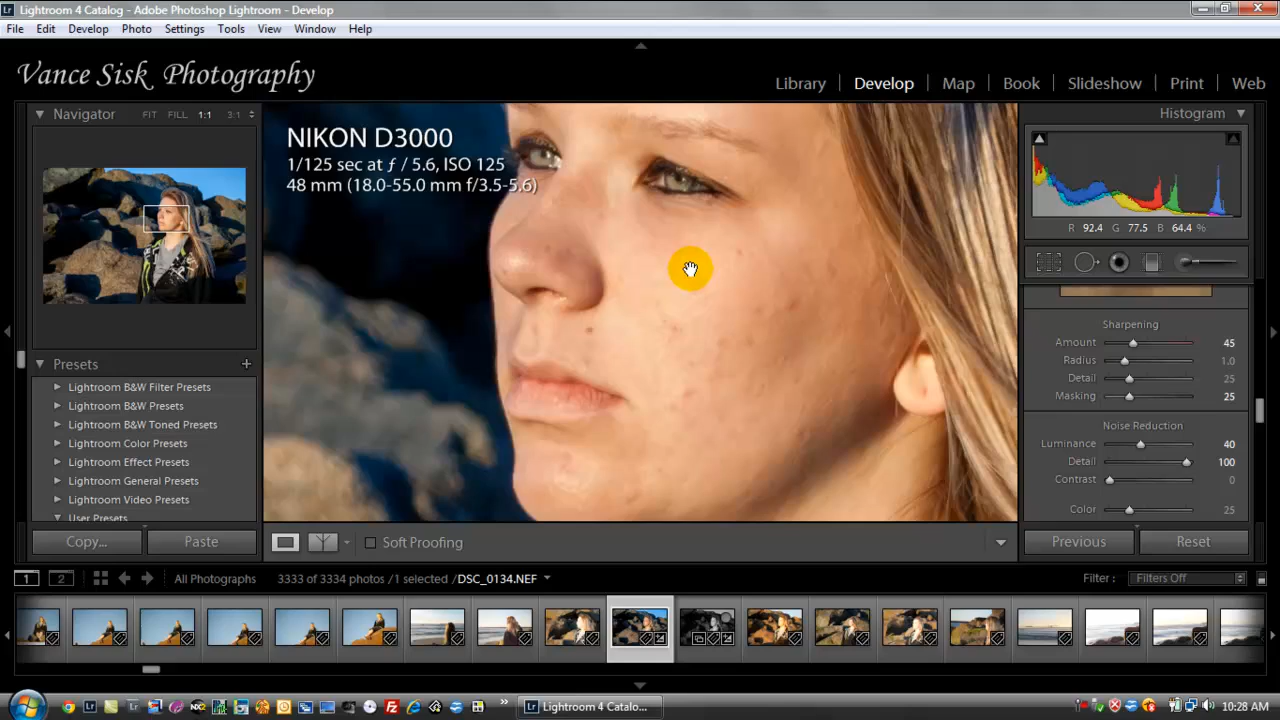 Lightroom 4 Catalog - Adobe Photoshop Lightroom - Develop
File Edit Develop Photo Settings Tools View Window Help
Vance Sisk Photography
Library Develop Map Book Slideshow Print Web
Navigator FIT FILL 1:1 3:1
Histogram
NIKON D3000
1/125 sec at ƒ / 5.6, ISO 125
48 mm (18.0-55.0 mm f/3.5-5.6)
R 92.4 G 77.5 B 64.4 %
Sharpening
Amount 45
Radius 1.0
Detail 25
Masking 25
Noise Reduction
Luminance 40
Detail 100
Contrast 0
Color 25
Presets
Lightroom B&W Filter Presets
Lightroom B&W Presets
Lightroom B&W Toned Presets
Lightroom Color Presets
Lightroom Effect Presets
Lightroom General Presets
Lightroom Video Presets
User Presets
Copy... Paste
Soft Proofing
Previous Reset
1 2 All Photographs 3333 of 3334 photos /1 selected /DSC_0134.NEF
Filter : Filters Off
Lightroom 4 Catalo...
10:28 AM